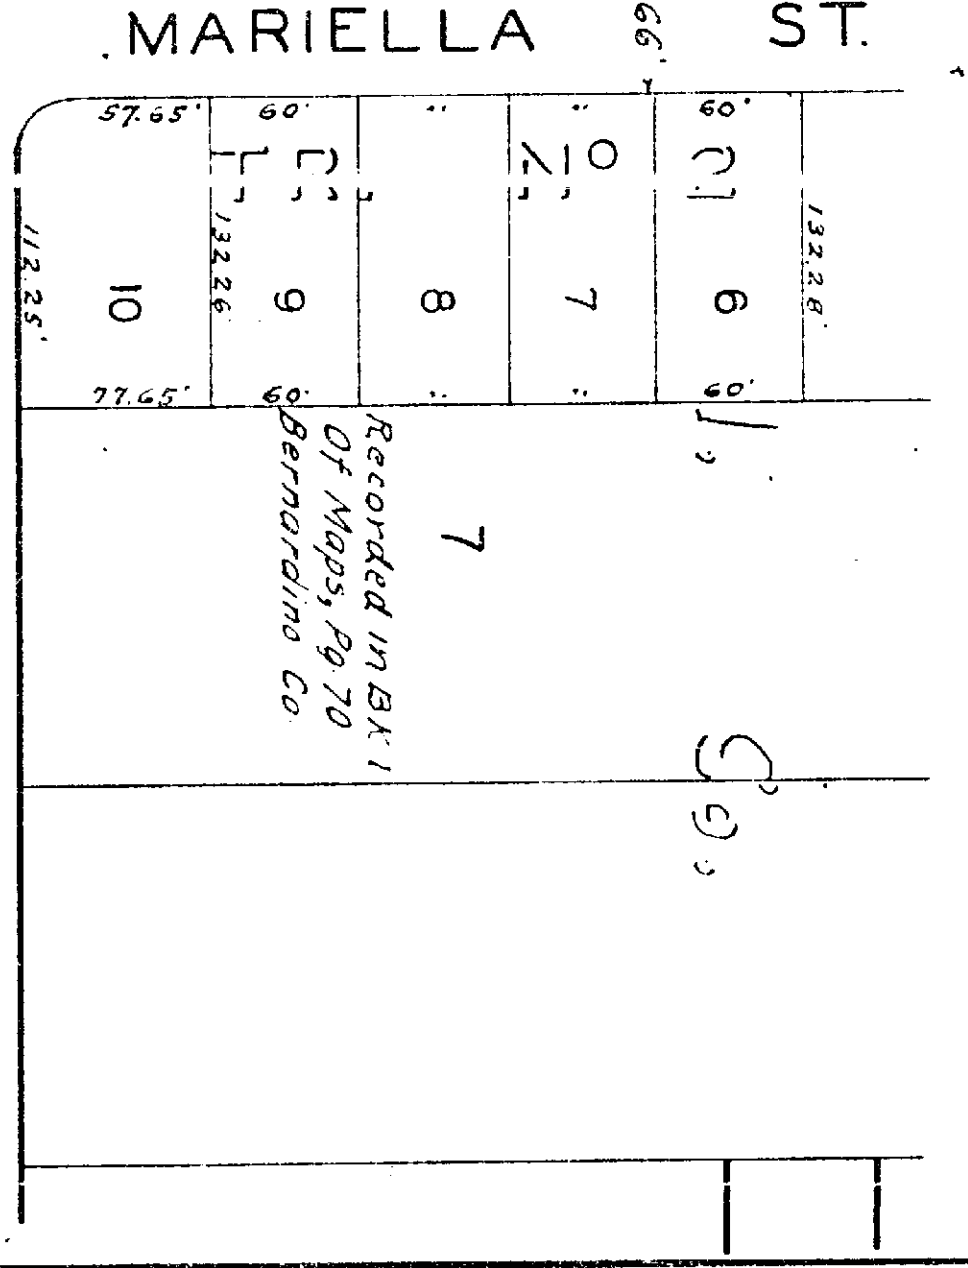 MARIELLA 66' ST.
57.65' 60' " " 60'
112.25' 132.26' 132.28'
10 9 8 7 6
77.65' 60' " " 60'
7
Recorded in BK 1
Of Maps, Pg. 70
Bernardino Co.